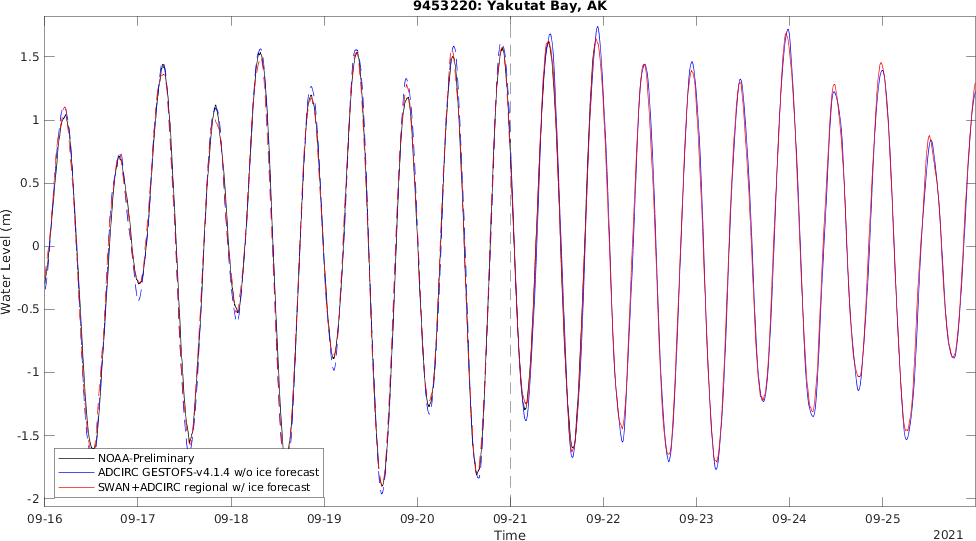 9453220: Yakutat Bay, AK
Water Level (m)
1.5
1
0.5
0
-0.5
-1
-1.5
-2
NOAA-Preliminary
ADCIRC GESTOFS-v4.1.4 w/o ice forecast
SWAN+ADCIRC regional w/ ice forecast
09-16 09-17 09-18 09-19 09-20 09-21 09-22 09-23 09-24 09-25
Time
2021